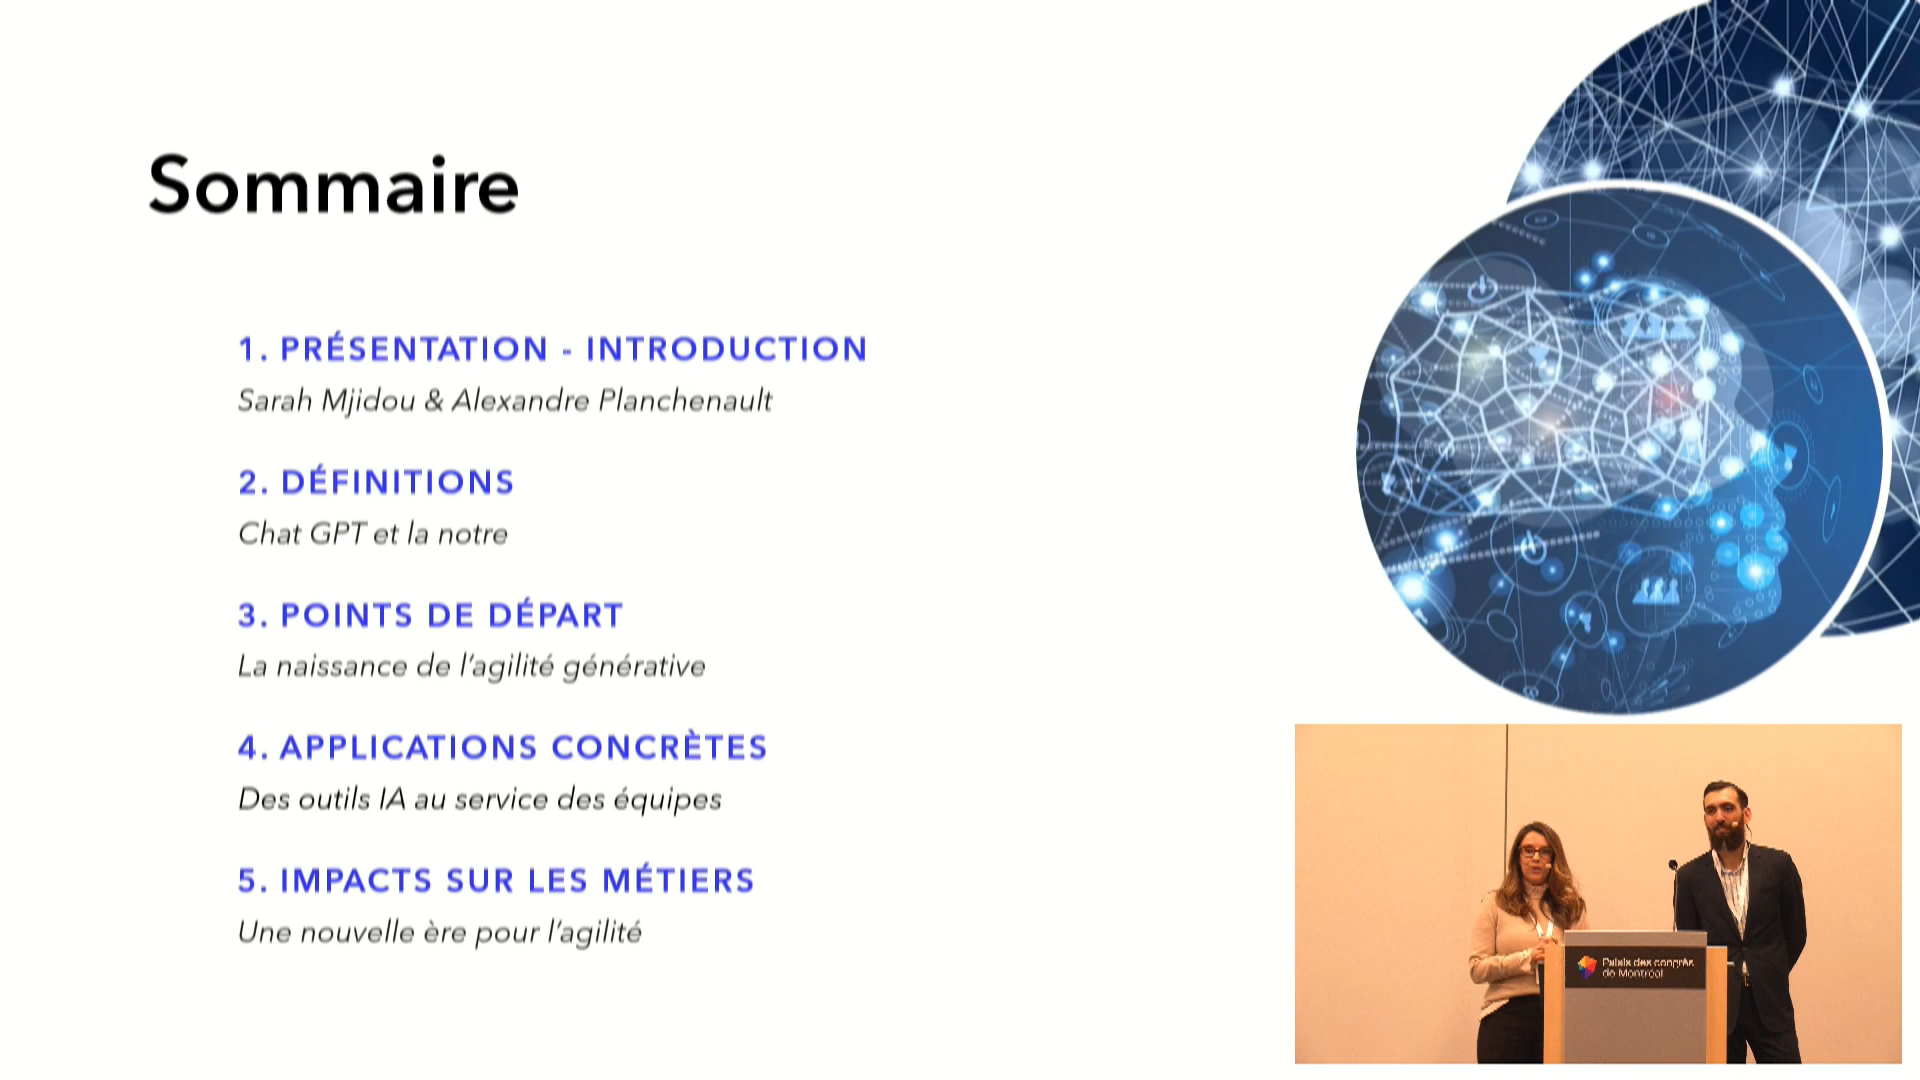 Sommaire
1. PRÉSENTATION - INTRODUCTION
Sarah Mjidou & Alexandre Planchenault
2. DÉFINITIONS
Chat GPT et la notre
3. POINTS DE DÉPART
La naissance de l'agilité générative
4. APPLICATIONS CONCRÈTES
Des outils IA au service des équipes
5. IMPACTS SUR LES MÉTIERS
Une nouvelle ère pour l'agilité
Palais des congrès
de Montréal